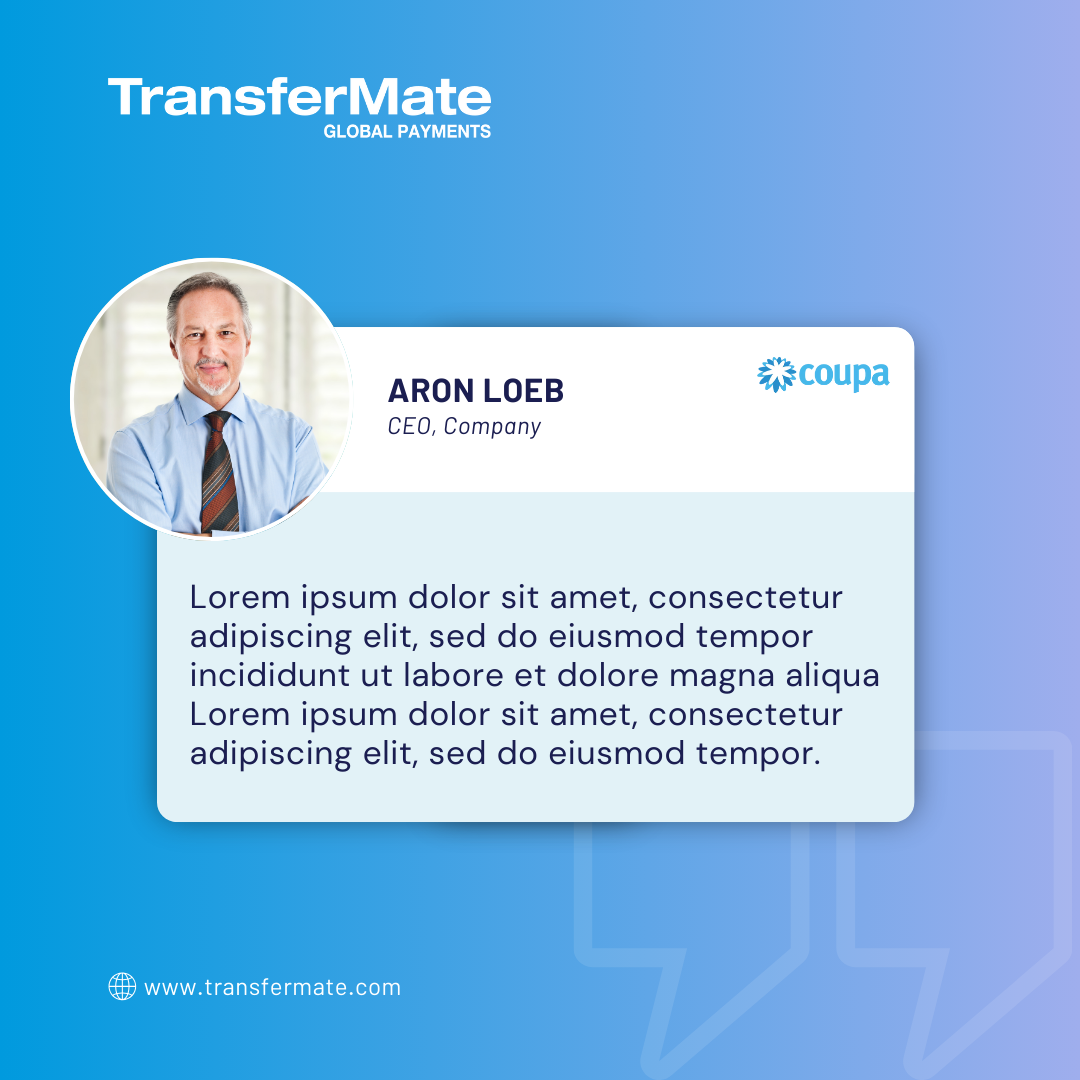 TransferMate
GLOBAL PAYMENTS
ARON LOEB
CEO, Company
coupa
Lorem ipsum dolor sit amet, consectetur
adipiscing elit, sed do eiusmod tempor
incididunt ut labore et dolore magna aliqua
Lorem ipsum dolor sit amet, consectetur
adipiscing elit, sed do eiusmod tempor.
www.transfermate.com